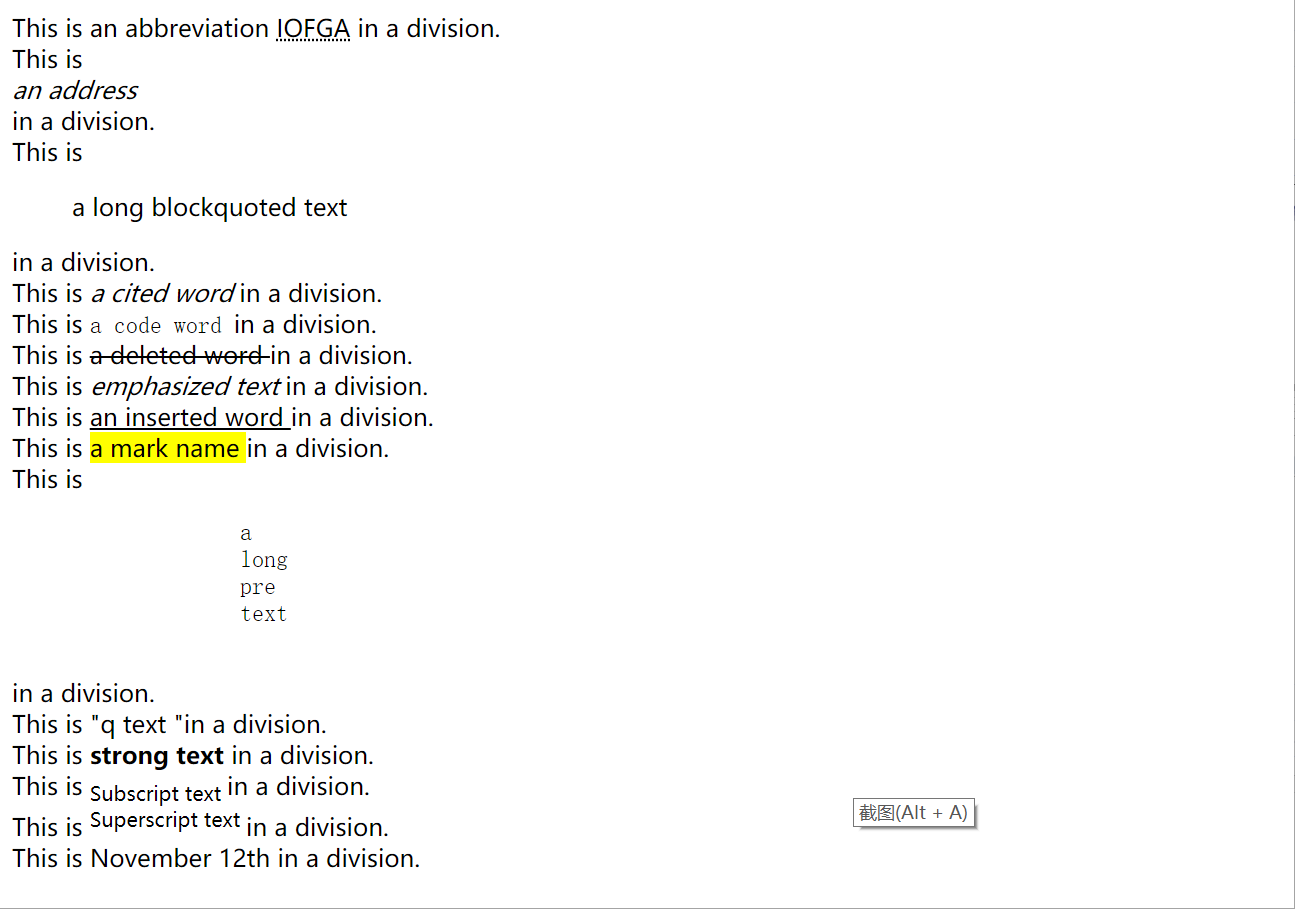 This is an abbreviation IOFGA in a division.
This is
an address
in a division.
This is
a long blockquoted text
in a division.
This is a cited word in a division.
This is a code word in a division.
This is a deleted word in a division.
This is emphasized text in a division.
This is an inserted word in a division.
This is a mark name in a division.
This is
a
long
pre
text
in a division.
This is "q text "in a division.
This is strong text in a division.
This is Subscript text in a division.
This is Superscript text in a division.
截图(Alt + A)
This is November 12th in a division.